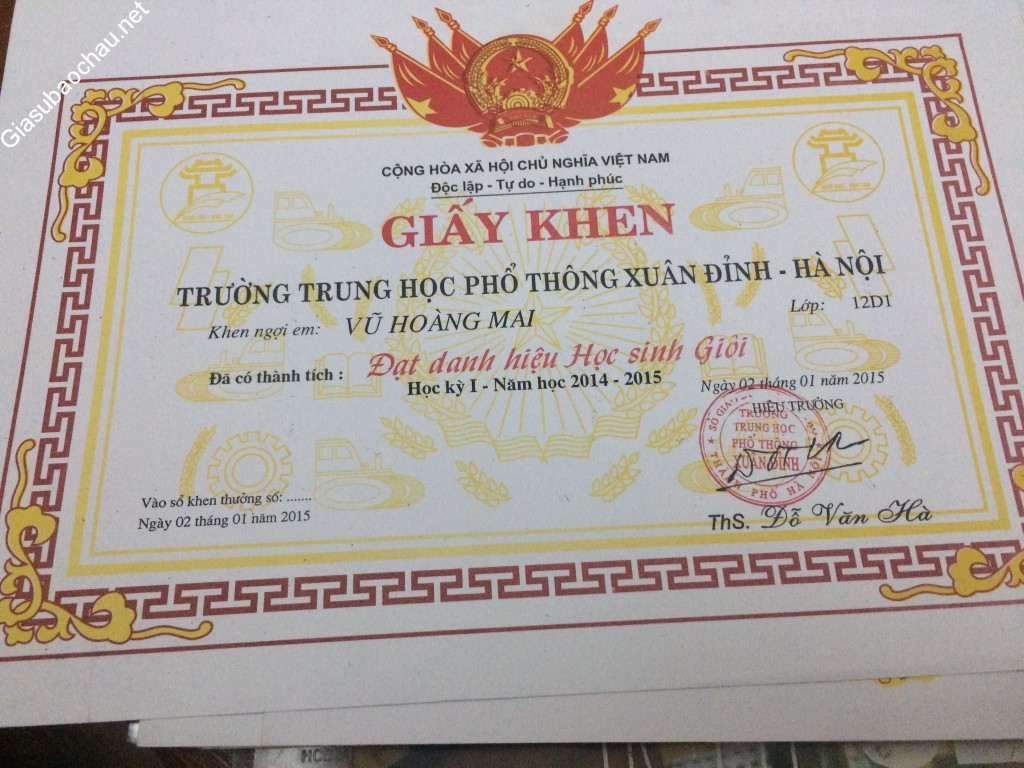 Giasubaochau.net
CỘNG HÒA XÃ HỘI CHỦ NGHĨA VIỆT NAM
Độc lập - Tự do - Hạnh phúc
GIẤY KHEN
TRƯỜNG TRUNG HỌC PHỔ THÔNG XUÂN ĐỈNH - HÀ NỘI
Khen ngợi em: VŨ HOÀNG MAI Lớp: 12D1
Đã có thành tích : Đạt danh hiệu Học sinh Giỏi
Học kỳ I - Năm học 2014 - 2015
Ngày 02 tháng 01 năm 2015
HIỆU TRƯỞNG
TRƯỜNG
TRUNG HỌC
PHỔ THÔNG
XUÂN ĐỈNH
Vào sổ khen thưởng số: .......
Ngày 02 tháng 01 năm 2015
ThS. Đỗ Văn Hà